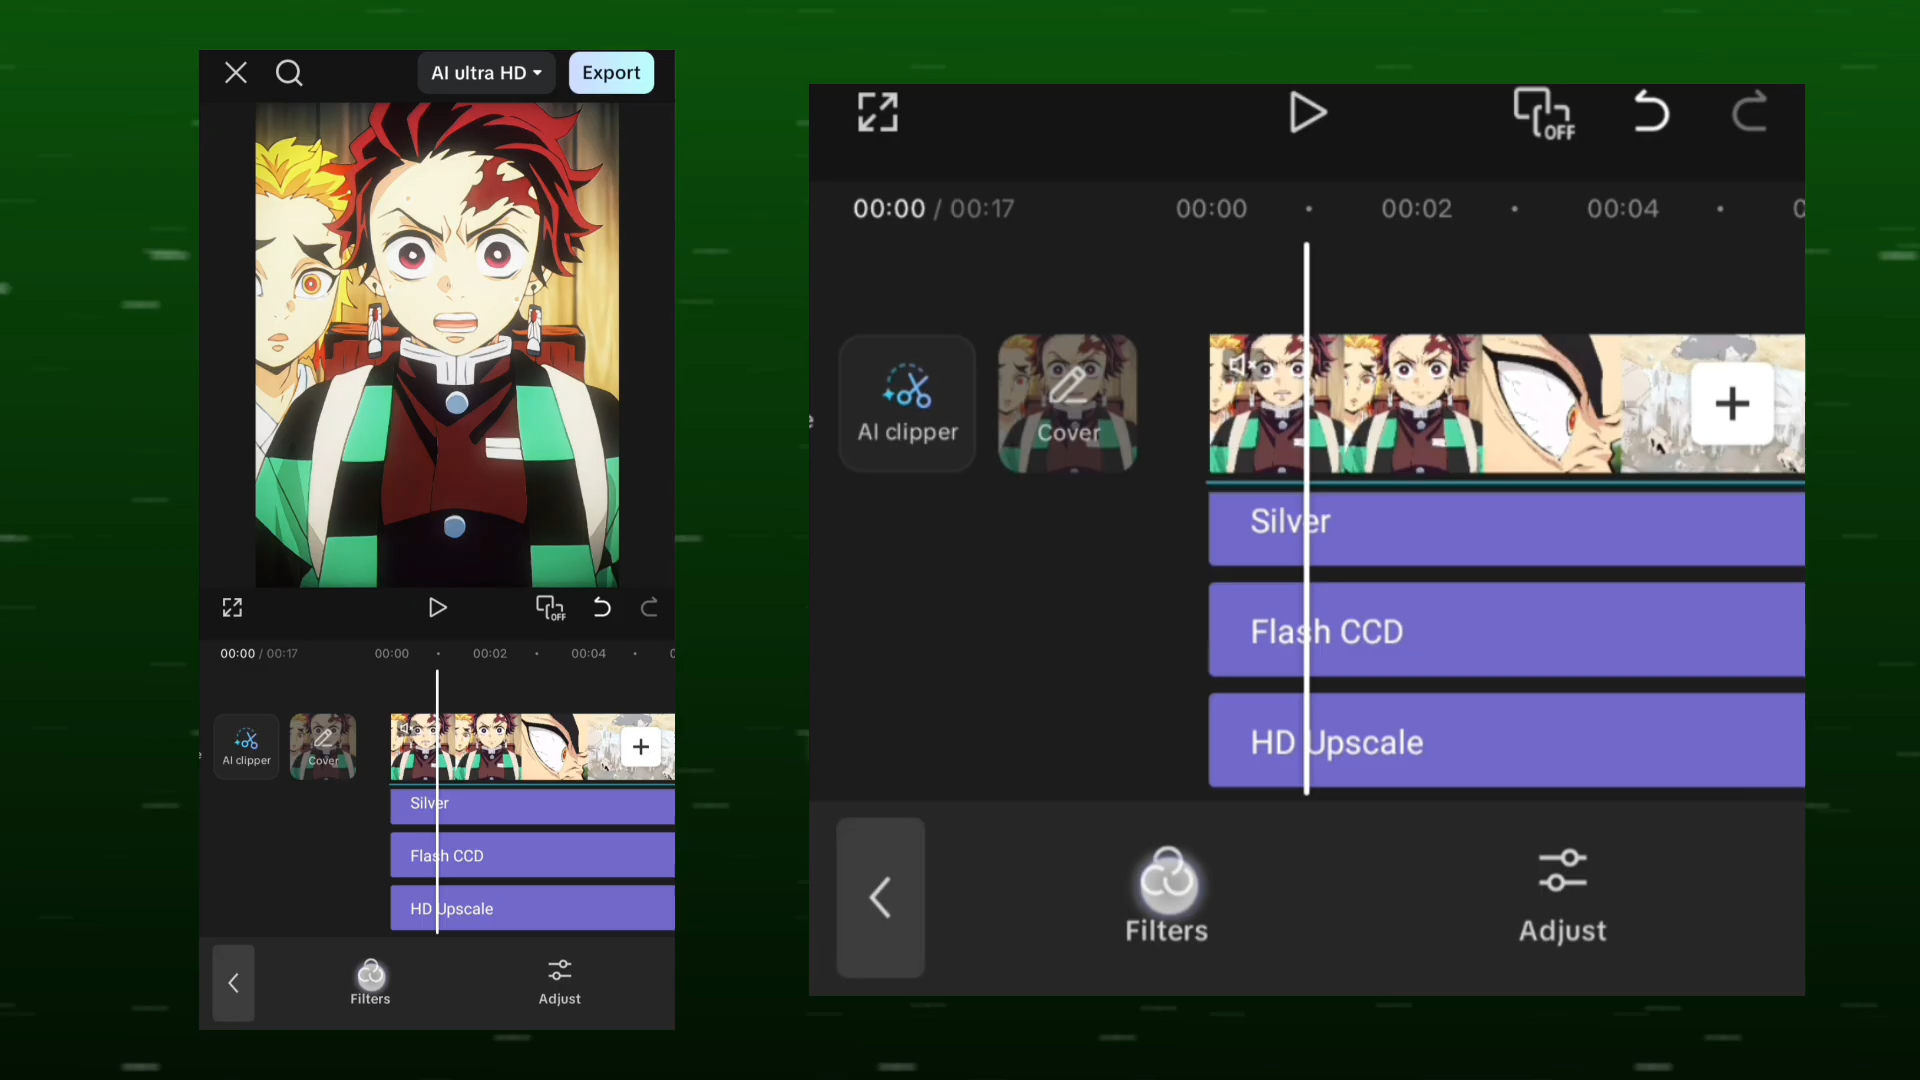 AI ultra HD
Export
00:00 / 00:17
00:00
00:02
00:04
OFF
AI clipper
Cover
Silver
Flash CCD
HD Upscale
Filters
Adjust
OFF
00:00 / 00:17
00:00
00:02
00:04
AI clipper
Cover
Silver
Flash CCD
HD Upscale
Filters
Adjust